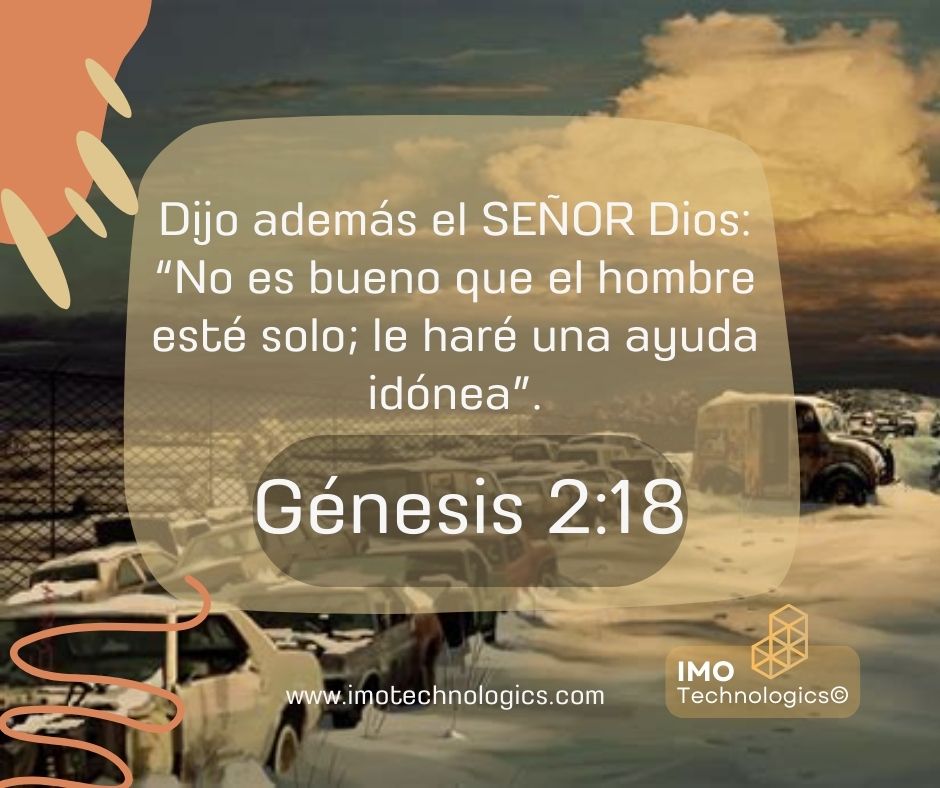 Dijo además el SEÑOR Dios:
“No es bueno que el hombre
esté solo; le haré una ayuda
idónea”.
Génesis 2:18
www.imotechnologics.com
IMO
Technologics©